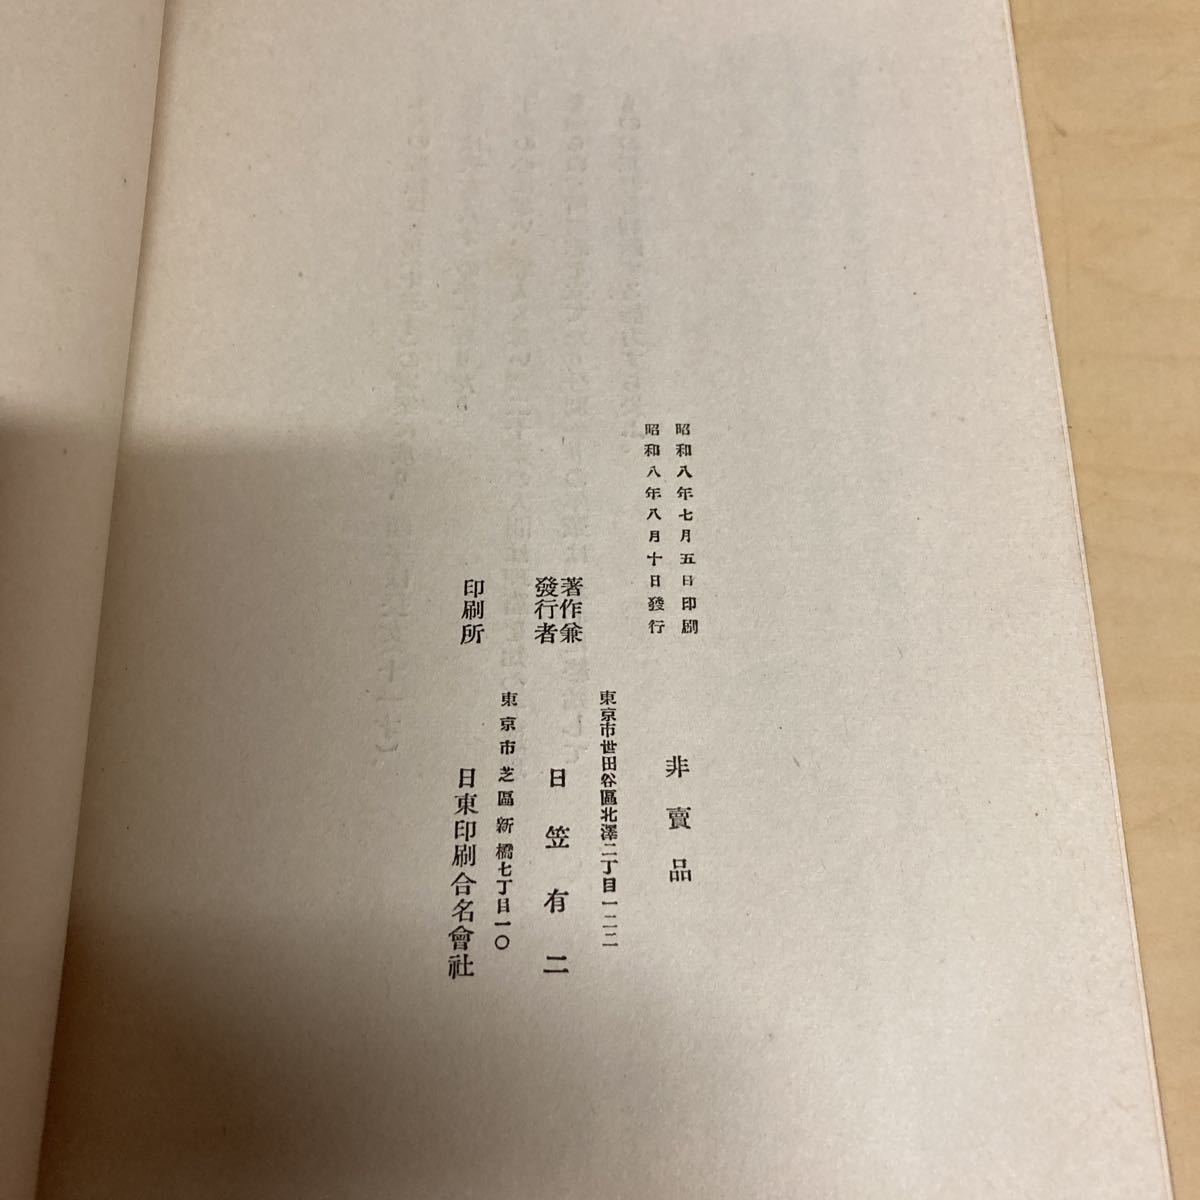 昭和八年七月五日印刷
昭和八年八月十日發行
非賣品
東京市世田谷區北澤二丁目一二二
著作兼
發行者
日笠有二
東京市芝區新橋七丁目一〇
印刷所
日東印刷合名會社